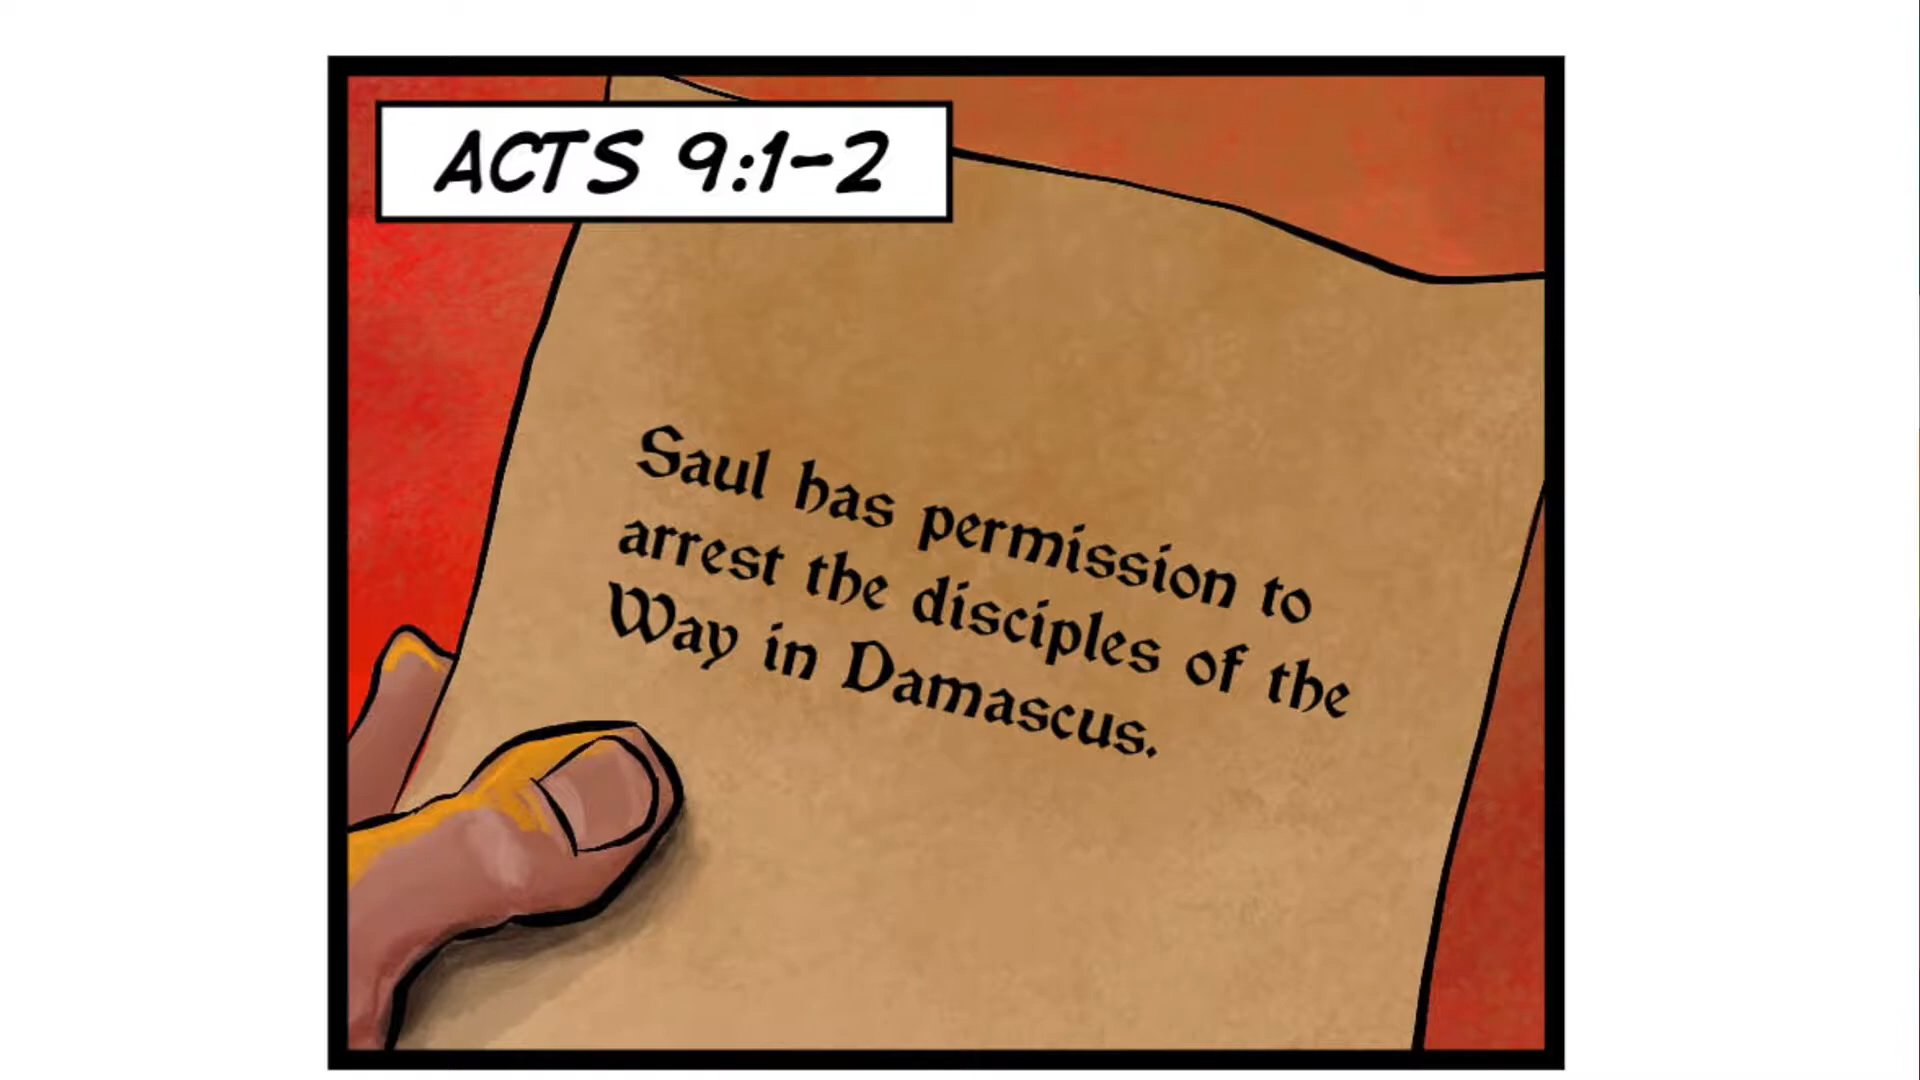 ACTS 9:1-2
Saul has permission to
arrest the disciples of the
Way in Damascus.